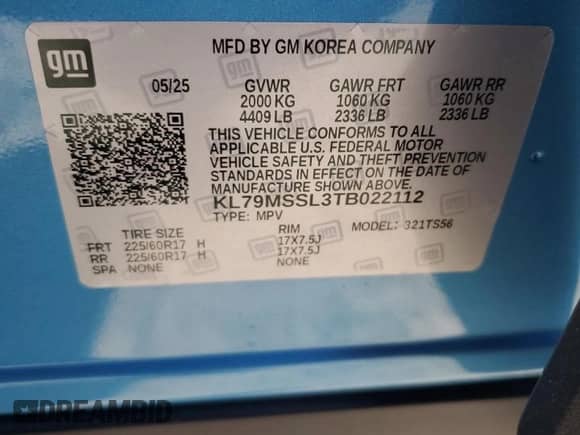 gm
MFD BY GM KOREA COMPANY
05/25 GVWR GAWR FRT GAWR RR
2000 KG 1060 KG 1060 KG
4409 LB 2336 LB 2336 LB
THIS VEHICLE CONFORMS TO ALL
APPLICABLE U.S. FEDERAL MOTOR
VEHICLE SAFETY AND THEFT PREVENTION
STANDARDS IN EFFECT ON THE DATE OF
MANUFACTURE SHOWN ABOVE.
KL79MSSL3TB022112
TYPE: MPV MODEL: 321TS56
TIRE SIZE RIM
FRT 225/60R17 H 17X7.5J
RR 225/60R17 H 17X7.5J
SPA NONE NONE
DREAMBID